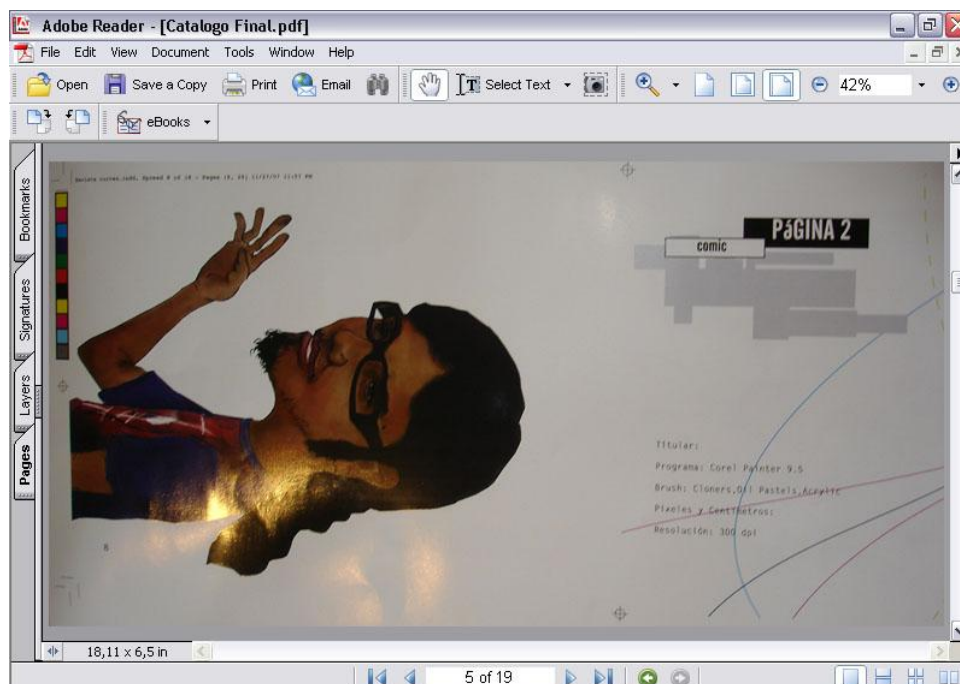 Adobe Reader - [Catalogo Final.pdf]
File Edit View Document Tools Window Help
Open Save a Copy Print Email Select Text 42%
eBooks
Bookmarks
Signatures
Layers
Pages
PáGINA 2
comic
Titular:
Programa: Corel Painter 9.5
Brush: Cloners,Oil Pastels,Acrylic
Pixeles y Centimetros:
Resolución: 300 dpi
8
18,11 x 6,5 in
5 of 19